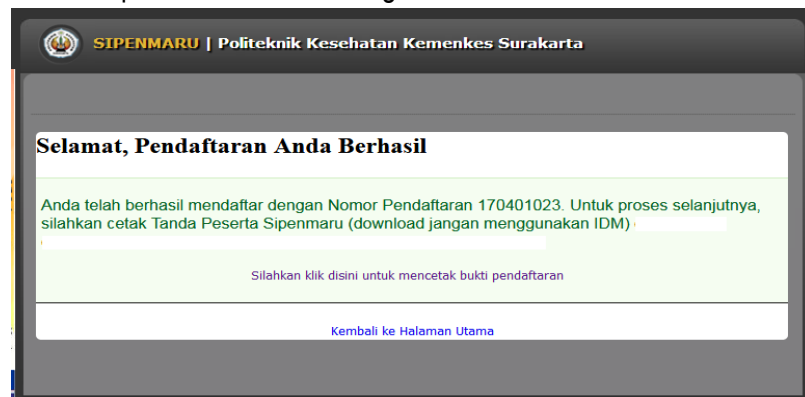 SIPENMARU | Politeknik Kesehatan Kemenkes Surakarta
Selamat, Pendaftaran Anda Berhasil
Anda telah berhasil mendaftar dengan Nomor Pendaftaran 170401023. Untuk proses selanjutnya,
silahkan cetak Tanda Peserta Sipenmaru (download jangan menggunakan IDM)
Silahkan klik disini untuk mencetak bukti pendaftaran
Kembali ke Halaman Utama